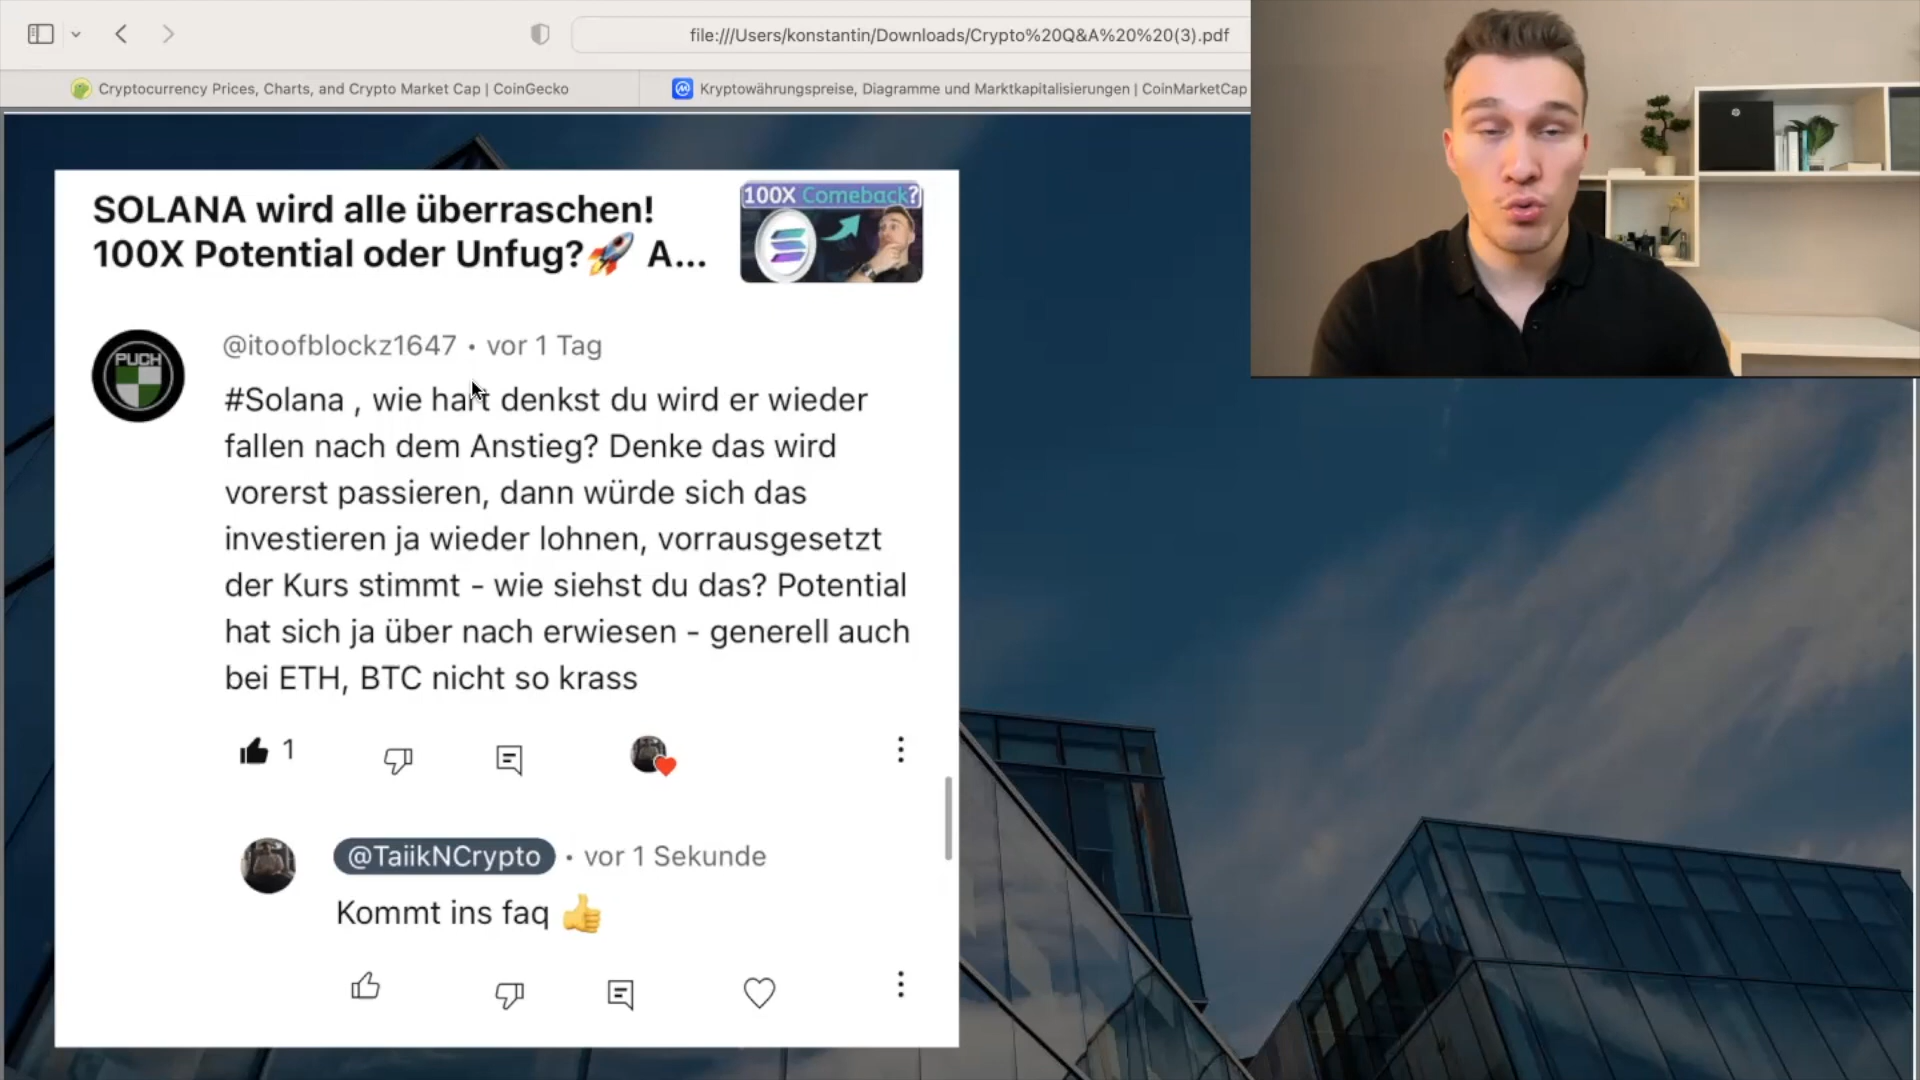 file:///Users/konstantin/Downloads/Crypto%20Q&A%20%20(3).pdf
Cryptocurrency Prices, Charts, and Crypto Market Cap | CoinGecko
Kryptowährungspreise, Diagramme und Marktkapitalisierungen | CoinMarketCap
SOLANA wird alle überraschen!
100X Potential oder Unfug?🚀 A...
100X Comeback?
PUCH
@itoofblockz1647 • vor 1 Tag
#Solana , wie hart denkst du wird er wieder
fallen nach dem Anstieg? Denke das wird
vorerst passieren, dann würde sich das
investieren ja wieder lohnen, vorrausgesetzt
der Kurs stimmt - wie siehst du das? Potential
hat sich ja über nach erwiesen - generell auch
bei ETH, BTC nicht so krass
1
@TaiikNCrypto • vor 1 Sekunde
Kommt ins faq 👍